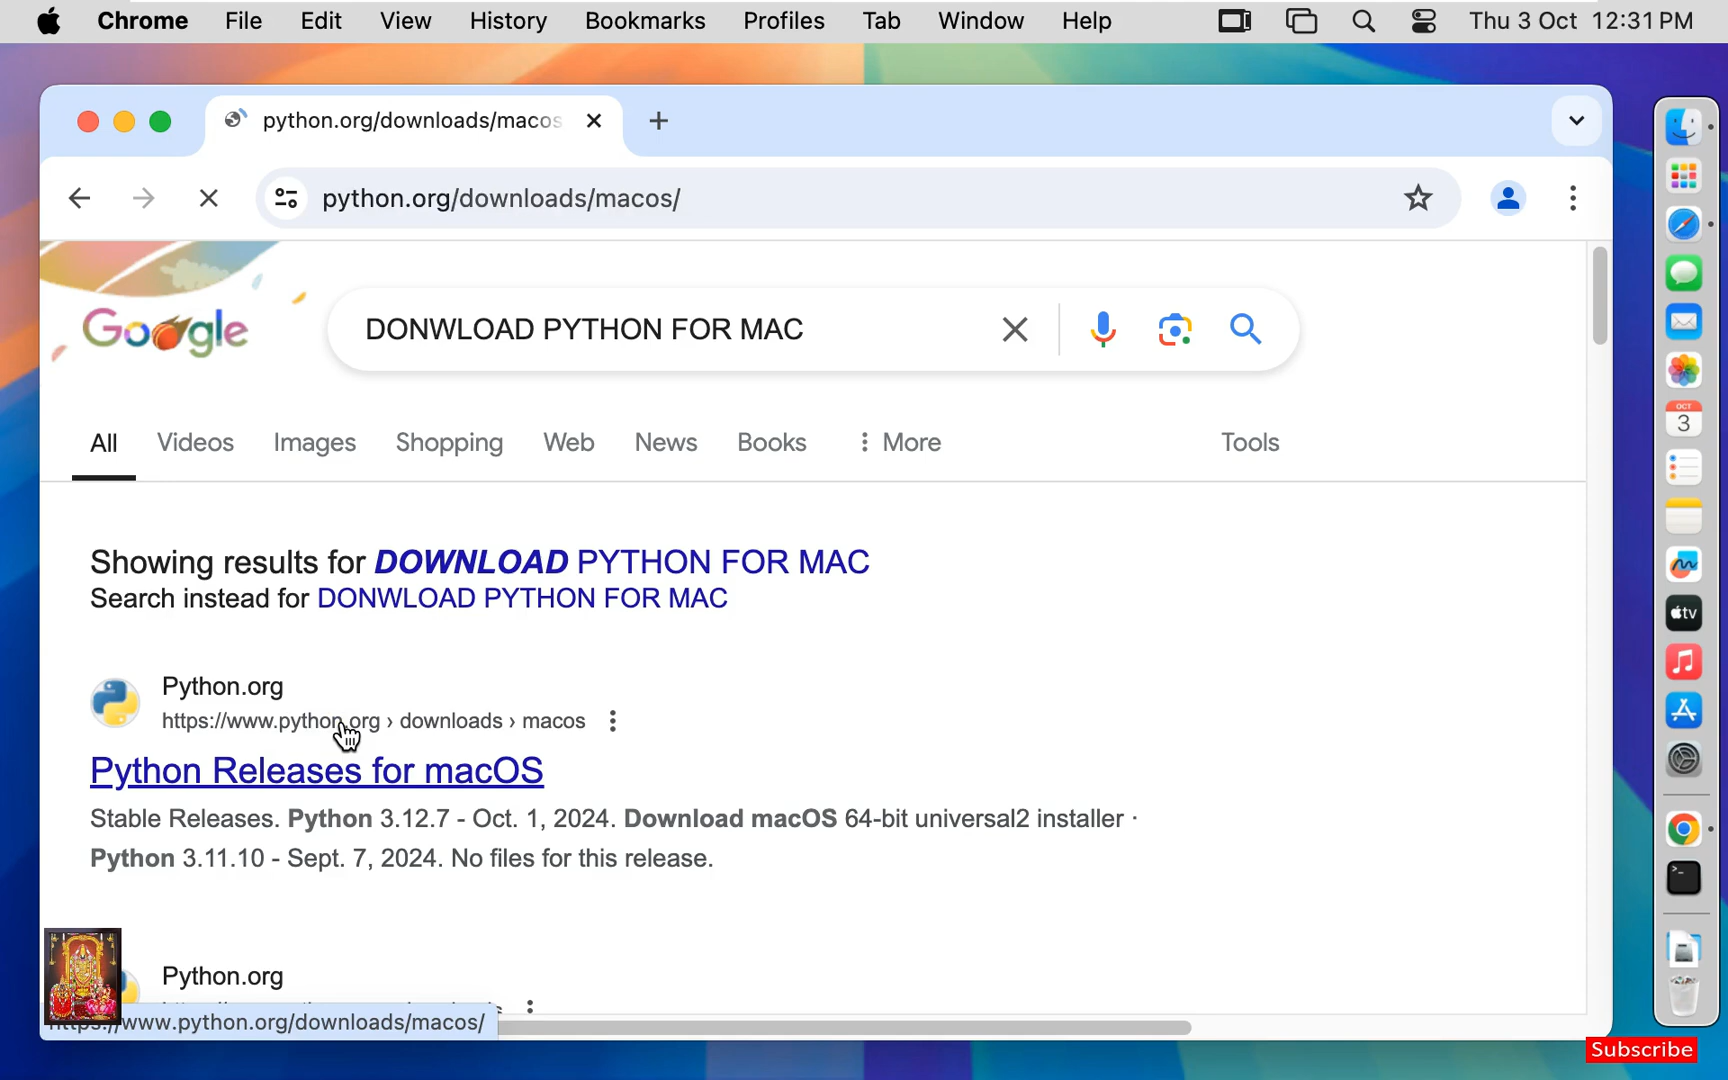 Chrome File Edit View History Bookmarks Profiles Tab Window Help Thu 3 Oct 12:31 PM
python.org/downloads/macos
python.org/downloads/macos/
Google DONWLOAD PYTHON FOR MAC
All Videos Images Shopping Web News Books More Tools
Showing results for DOWNLOAD PYTHON FOR MAC
Search instead for DONWLOAD PYTHON FOR MAC
Python.org
https://www.python.org › downloads › macos
Python Releases for macOS
Stable Releases. Python 3.12.7 - Oct. 1, 2024. Download macOS 64-bit universal2 installer ·
Python 3.11.10 - Sept. 7, 2024. No files for this release.
Python.org
https://www.python.org/downloads/macos/
OCT
3
tv
Subscribe